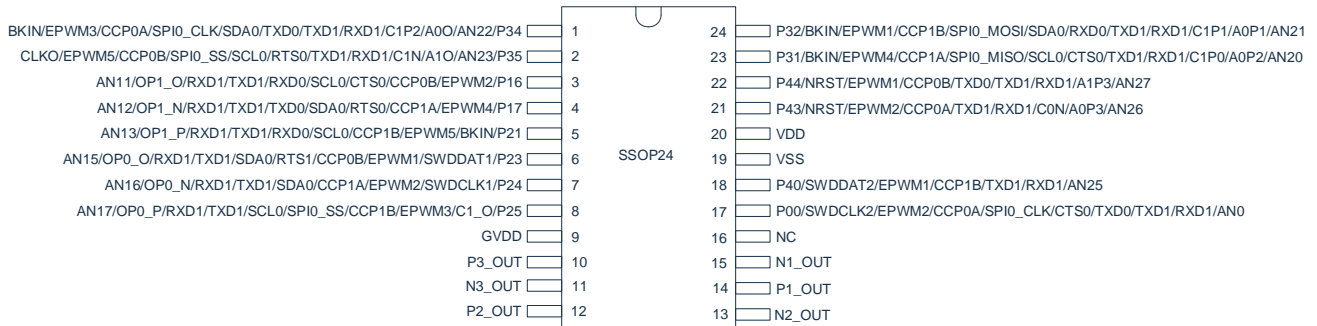 BKIN/EPWM3/CCP0A/SPI0_CLK/SDA0/TXD0/TXD1/RXD1/C1P2/A0O/AN22/P34 1
CLKO/EPWM5/CCP0B/SPI0_SS/SCL0/RTS0/TXD1/RXD1/C1N/A1O/AN23/P35 2
AN11/OP1_O/RXD1/TXD1/RXD0/SCL0/CTS0/CCP0B/EPWM2/P16 3
AN12/OP1_N/RXD1/TXD1/TXD0/SDA0/RTS0/CCP1A/EPWM4/P17 4
AN13/OP1_P/RXD1/TXD1/RXD0/SCL0/CCP1B/EPWM5/BKIN/P21 5
AN15/OP0_O/RXD1/TXD1/SDA0/RTS1/CCP0B/EPWM1/SWDDAT1/P23 6
AN16/OP0_N/RXD1/TXD1/SDA0/CCP1A/EPWM2/SWDCLK1/P24 7
AN17/OP0_P/RXD1/TXD1/SCL0/SPI0_SS/CCP1B/EPWM3/C1_O/P25 8
GVDD 9
P3_OUT 10
N3_OUT 11
P2_OUT 12
SSOP24
24 P32/BKIN/EPWM1/CCP1B/SPI0_MOSI/SDA0/RXD0/TXD1/RXD1/C1P1/A0P1/AN21
23 P31/BKIN/EPWM4/CCP1A/SPI0_MISO/SCL0/CTS0/TXD1/RXD1/C1P0/A0P2/AN20
22 P44/NRST/EPWM1/CCP0B/TXD0/TXD1/RXD1/A1P3/AN27
21 P43/NRST/EPWM2/CCP0A/TXD1/RXD1/C0N/A0P3/AN26
20 VDD
19 VSS
18 P40/SWDDAT2/EPWM1/CCP1B/TXD1/RXD1/AN25
17 P00/SWDCLK2/EPWM2/CCP0A/SPI0_CLK/CTS0/TXD0/TXD1/RXD1/AN0
16 NC
15 N1_OUT
14 P1_OUT
13 N2_OUT